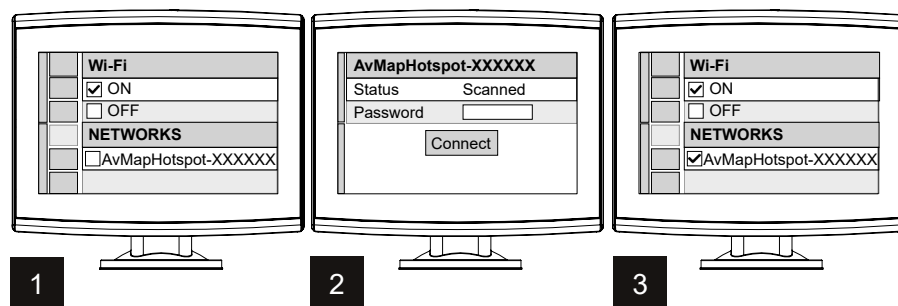 Wi-Fi
ON
OFF
NETWORKS
AvMapHotspot-XXXXXX
1
AvMapHotspot-XXXXXX
Status Scanned
Password
Connect
2
Wi-Fi
ON
OFF
NETWORKS
AvMapHotspot-XXXXXX
3